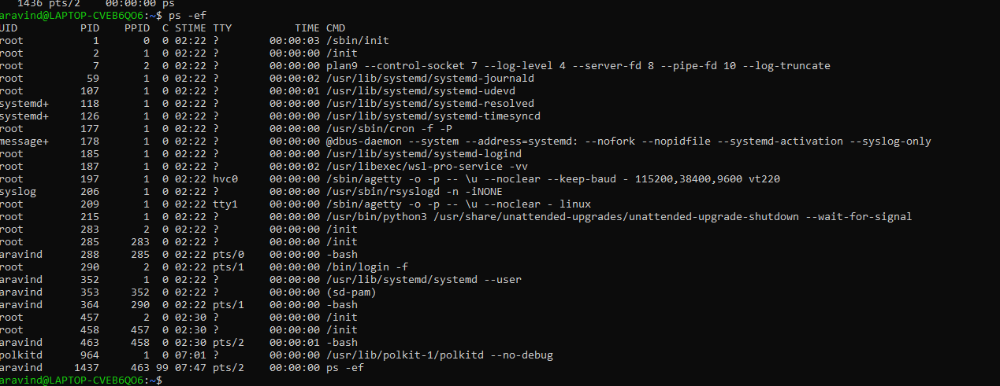 1436 pts/2    00:00:00 ps
aravind@LAPTOP-CVEB6QO6:~$ ps -ef
UID        PID  PPID  C STIME TTY          TIME CMD
root         1     0  0 02:22 ?        00:00:03 /sbin/init
root         2     1  0 02:22 ?        00:00:00 /init
root         7     2  0 02:22 ?        00:00:00 plan9 --control-socket 7 --log-level 4 --server-fd 8 --pipe-fd 10 --log-truncate
root        59     1  0 02:22 ?        00:00:02 /usr/lib/systemd/systemd-journald
root       107     1  0 02:22 ?        00:00:01 /usr/lib/systemd/systemd-udevd
systemd+   118     1  0 02:22 ?        00:00:00 /usr/lib/systemd/systemd-resolved
systemd+   126     1  0 02:22 ?        00:00:00 /usr/lib/systemd/systemd-timesyncd
root       177     1  0 02:22 ?        00:00:00 /usr/sbin/cron -f -P
message+   178     1  0 02:22 ?        00:00:00 @dbus-daemon --system --address=systemd: --nofork --nopidfile --systemd-activation --syslog-only
root       185     1  0 02:22 ?        00:00:00 /usr/lib/systemd/systemd-logind
root       187     1  0 02:22 ?        00:00:02 /usr/libexec/wsl-pro-service -vv
root       197     1  0 02:22 hvc0     00:00:00 /sbin/agetty -o -p -- \u --noclear --keep-baud - 115200,38400,9600 vt220
syslog     206     1  0 02:22 ?        00:00:00 /usr/sbin/rsyslogd -n -iNONE
root       209     1  0 02:22 tty1     00:00:00 /sbin/agetty -o -p -- \u --noclear - linux
root       215     1  0 02:22 ?        00:00:00 /usr/bin/python3 /usr/share/unattended-upgrades/unattended-upgrade-shutdown --wait-for-signal
root       283     2  0 02:22 ?        00:00:00 /init
root       285   283  0 02:22 ?        00:00:00 /init
aravind    288   285  0 02:22 pts/0    00:00:00 -bash
root       290     2  0 02:22 pts/1    00:00:00 /bin/login -f
aravind    352     1  0 02:22 ?        00:00:00 /usr/lib/systemd/systemd --user
aravind    353   352  0 02:22 ?        00:00:00 (sd-pam)
aravind    364   290  0 02:22 pts/1    00:00:00 -bash
root       457     2  0 02:30 ?        00:00:00 /init
root       458   457  0 02:30 ?        00:00:00 /init
aravind    463   458  0 02:30 pts/2    00:00:01 -bash
polkitd    964     1  0 07:01 ?        00:00:00 /usr/lib/polkit-1/polkitd --no-debug
aravind   1437   463 99 07:47 pts/2    00:00:00 ps -ef
aravind@LAPTOP-CVEB6QO6:~$